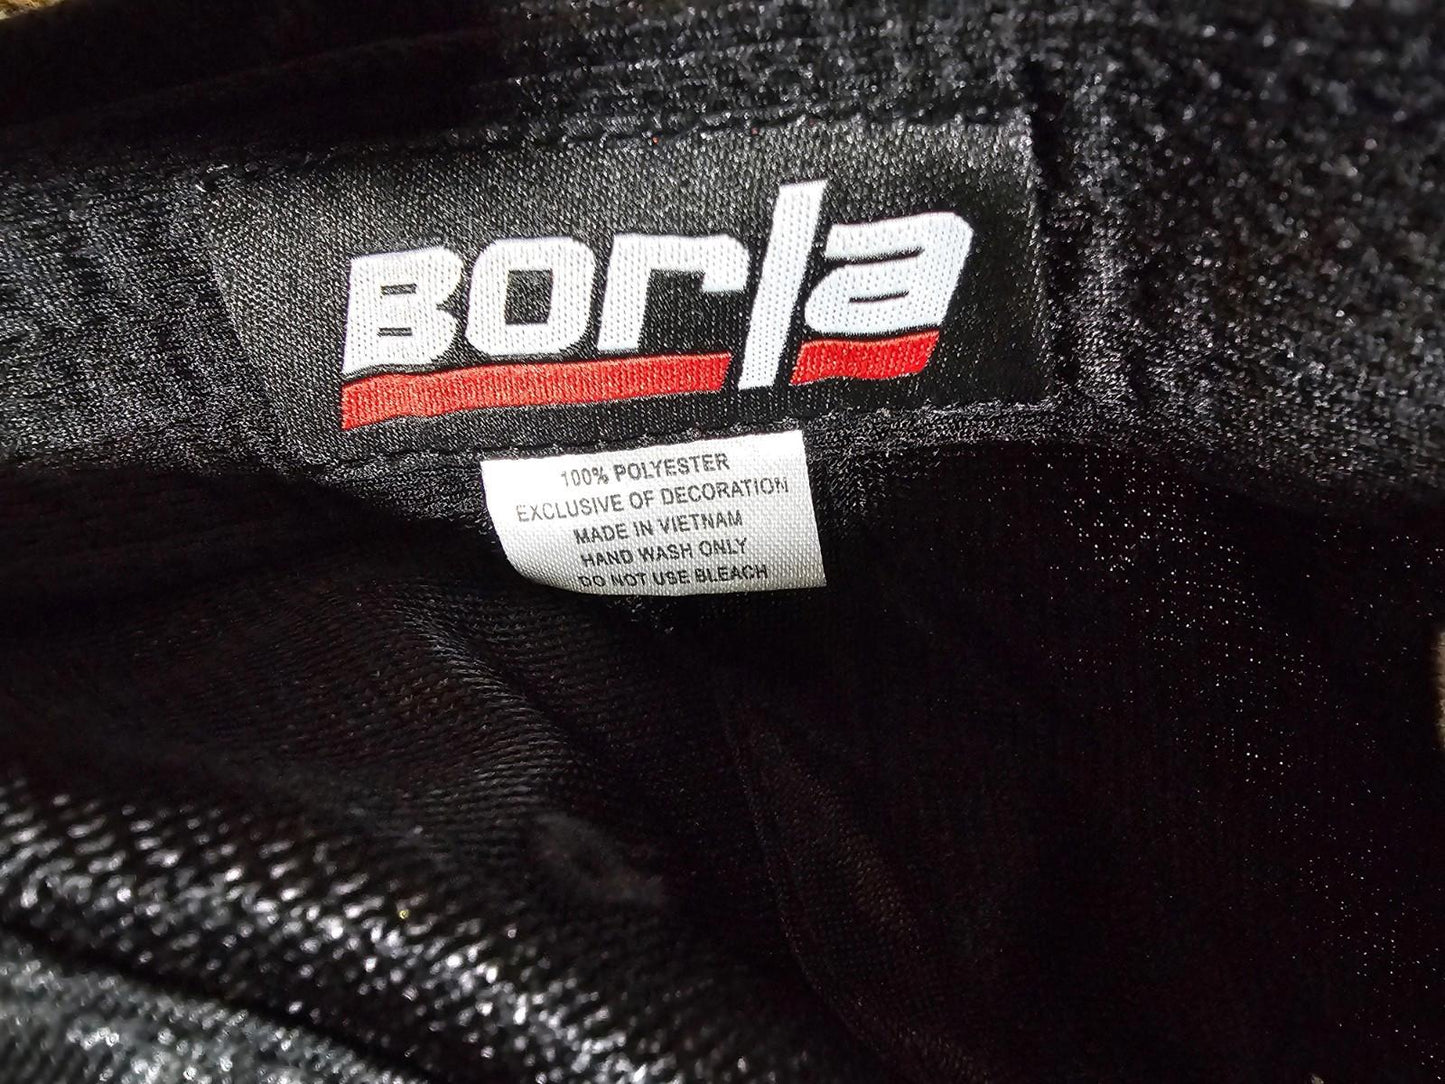 BORLA
100% POLYESTER
EXCLUSIVE OF DECORATION
MADE IN VIETNAM
HAND WASH ONLY
DO NOT USE BLEACH